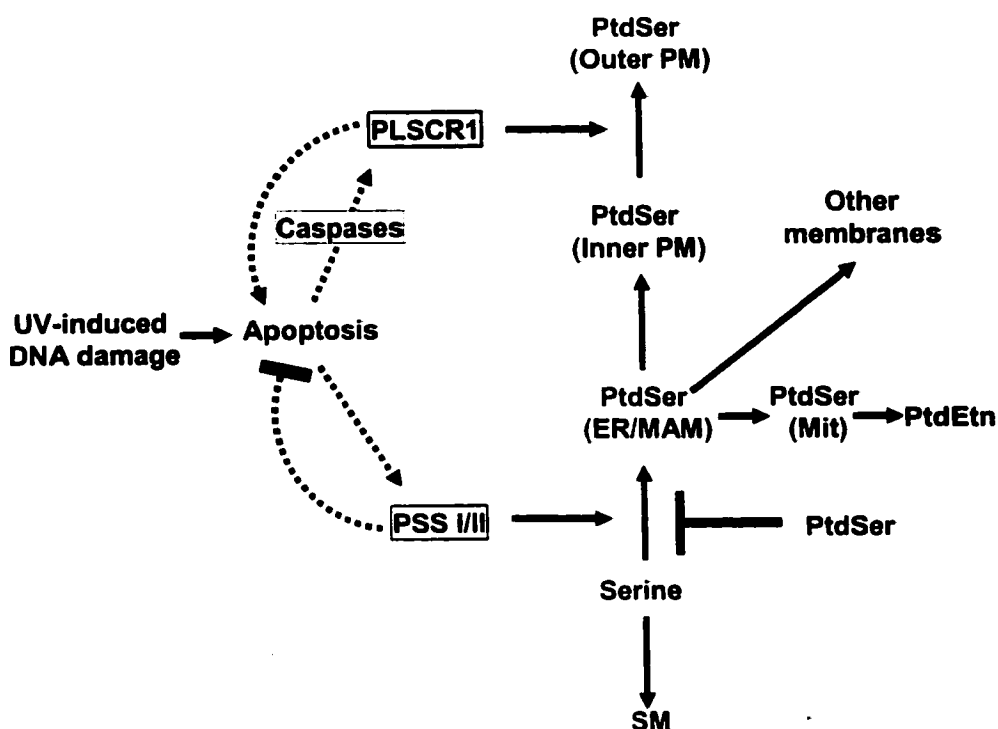 PtdSer
(Outer PM)
PLSCR1
Caspases
PtdSer
(Inner PM)
Other
membranes
UV-induced
DNA damage
Apoptosis
PtdSer
(ER/MAM)
PtdSer
(Mit)
PtdEtn
PSS I/II
PtdSer
Serine
SM